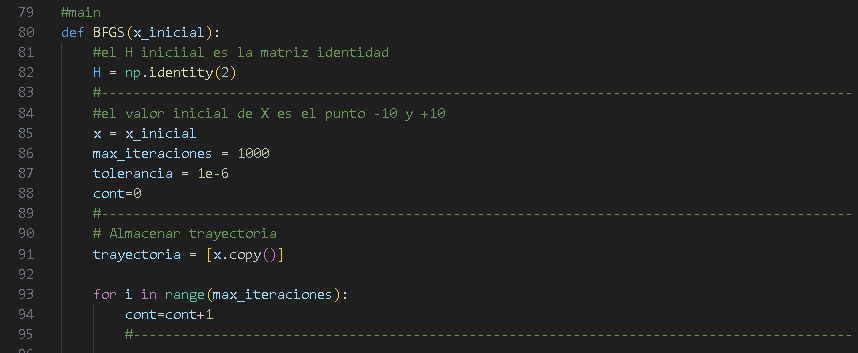 79 #main
80 def BFGS(x_inicial):
81 #el H iniciial es la matriz identidad
82 H = np.identity(2)
83 #----------------------------------------------------------------------------------------------
84 #el valor inicial de X es el punto -10 y +10
85 x = x_inicial
86 max_iteraciones = 1000
87 tolerancia = 1e-6
88 cont=0
89 #----------------------------------------------------------------------------------------------
90 # Almacenar trayectoria
91 trayectoria = [x.copy()]
92
93 for i in range(max_iteraciones):
94 cont=cont+1
95 #------------------------------------------------------------------------------------------